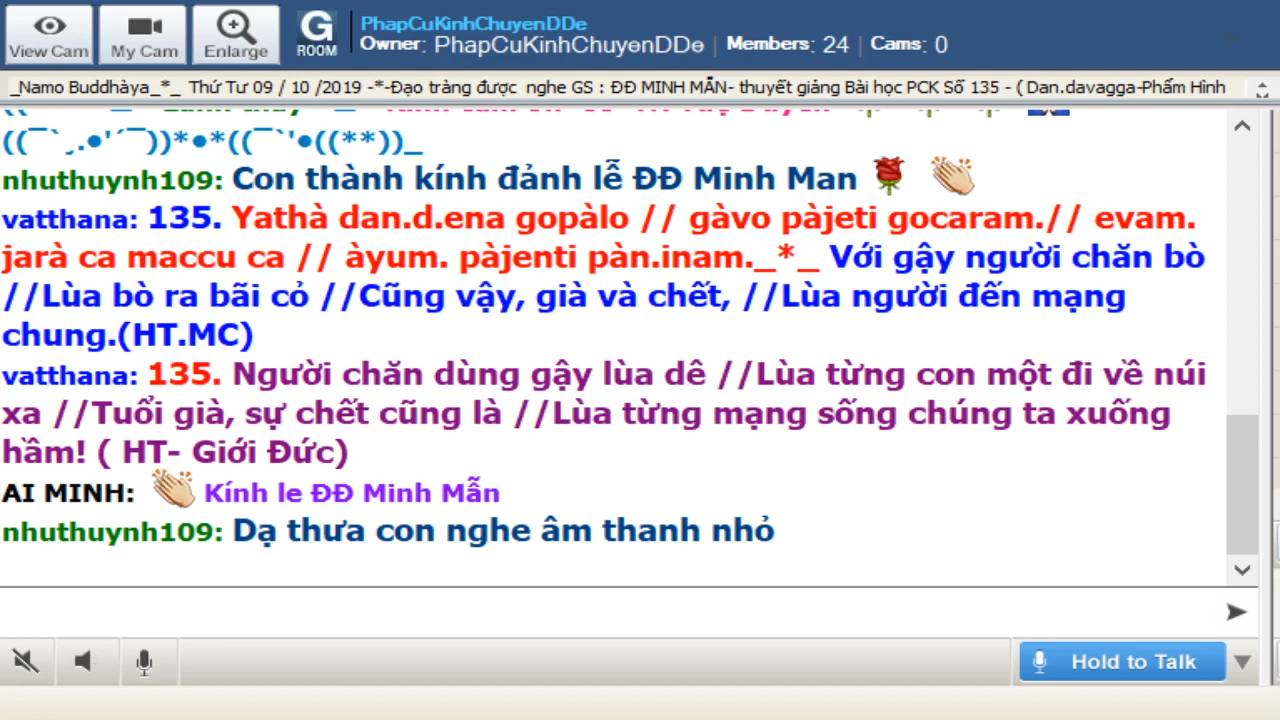 PhapCuKinhChuyenDDe
Owner: PhapCuKinhChuyenDDe | Members: 24 | Cams: 0
View Cam My Cam Enlarge G ROOM
_Namo Buddhàya_*_ Thứ Tư 09 / 10 /2019 -*-Đạo tràng được nghe GS : ĐĐ MINH MẪN- thuyết giảng Bài học PCK Số 135 - ( Dan.davagga-Phẩm Hình
((¯`¸.●'´¯))*●*((¯`'●((**))_
nhuthuynh109: Con thành kính đảnh lễ ĐĐ Minh Man
vatthana: 135. Yathà dan.d.ena gopàlo // gàvo pàjeti gocaram.// evam.
jarà ca maccu ca // àyum. pàjenti pàn.inam._*_ Với gậy người chăn bò
//Lùa bò ra bãi cỏ //Cũng vậy, già và chết, //Lùa người đến mạng
chung.(HT.MC)
vatthana: 135. Người chăn dùng gậy lùa dê //Lùa từng con một đi về núi
xa //Tuổi già, sự chết cũng là //Lùa từng mạng sống chúng ta xuống
hầm! ( HT- Giới Đức)
AI MINH: Kính le ĐĐ Minh Mẫn
nhuthuynh109: Dạ thưa con nghe âm thanh nhỏ
Hold to Talk